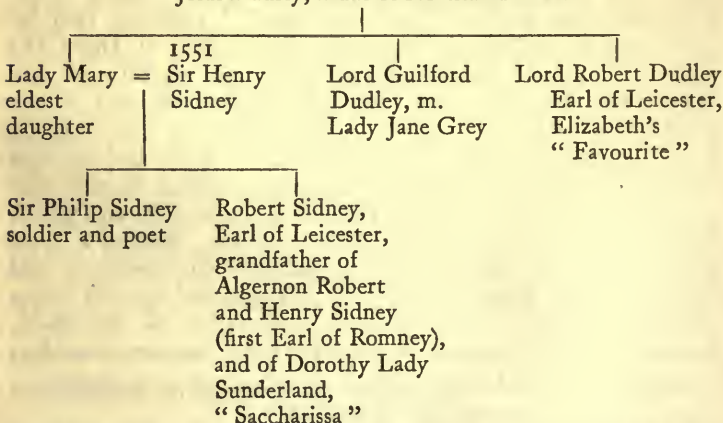 1551
Lady Mary = Sir Henry Lord Guilford Lord Robert Dudley
eldest Sidney Dudley, m. Earl of Leicester,
daughter Lady Jane Grey Elizabeth's
“ Favourite ”
Sir Philip Sidney Robert Sidney,
soldier and poet Earl of Leicester,
grandfather of
Algernon Robert
and Henry Sidney
(first Earl of Romney),
and of Dorothy Lady
Sunderland,
“ Saccharissa ”